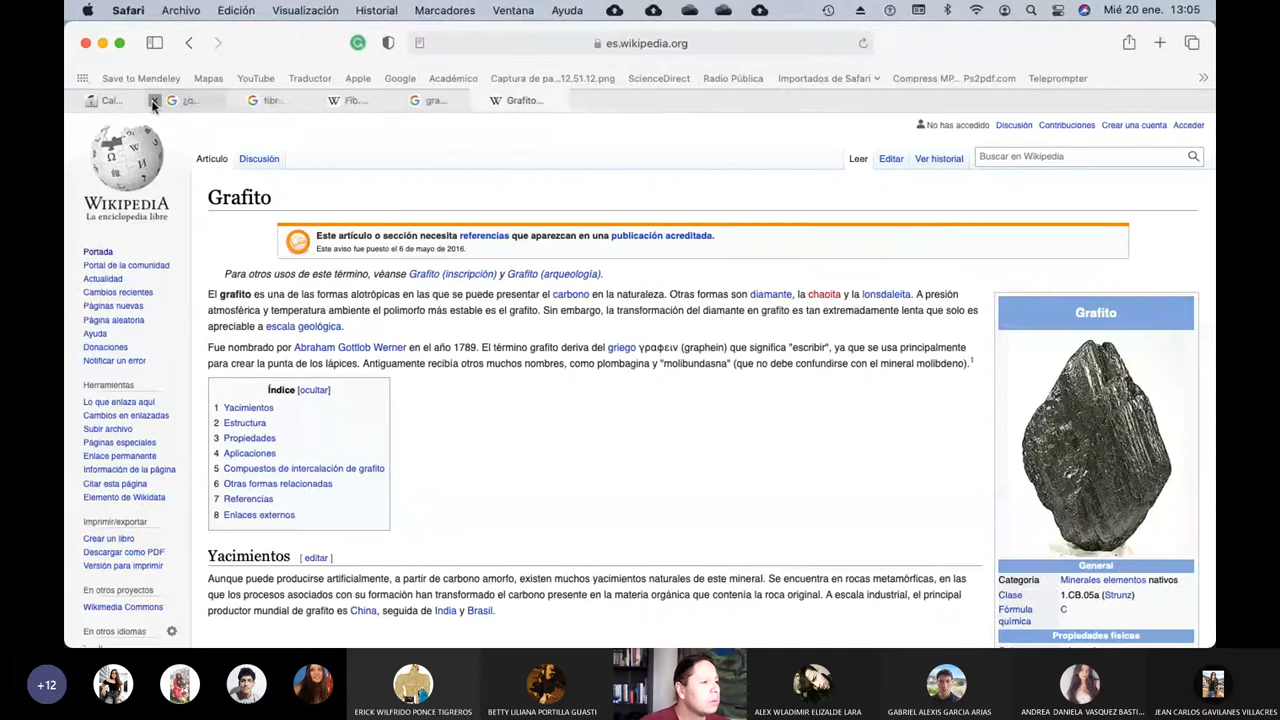 Safari Archivo Edición Visualización Historial Marcadores Ventana Ayuda Mié 20 ene. 13:05
es.wikipedia.org
Save to Mendeley Mapas YouTube Traductor Apple Google Académico Captura de pa...12.51.12.png ScienceDirect Radio Pública Importados de Safari Compress MP... Ps2pdf.com Teleprompter
Cal... ¿q... fibr... Fib... gra... Grafito...
No has accedido Discusión Contribuciones Crear una cuenta Acceder
Artículo Discusión Leer Editar Ver historial Buscar en Wikipedia
WIKIPEDIA
La enciclopedia libre
Portada
Portal de la comunidad
Actualidad
Cambios recientes
Páginas nuevas
Página aleatoria
Ayuda
Donaciones
Notificar un error
Herramientas
Lo que enlaza aquí
Cambios en enlazadas
Subir archivo
Páginas especiales
Enlace permanente
Información de la página
Citar esta página
Elemento de Wikidata
Imprimir/exportar
Crear un libro
Descargar como PDF
Versión para imprimir
En otros proyectos
Wikimedia Commons
En otros idiomas
Grafito
Este artículo o sección necesita referencias que aparezcan en una publicación acreditada.
Este aviso fue puesto el 6 de mayo de 2016.
Para otros usos de este término, véanse Grafito (inscripción) y Grafito (arqueología).
El grafito es una de las formas alotrópicas en las que se puede presentar el carbono en la naturaleza. Otras formas son diamante, la chaoita y la lonsdaleita. A presión
atmosférica y temperatura ambiente el polimorfo más estable es el grafito. Sin embargo, la transformación del diamante en grafito es tan extremadamente lenta que solo es
apreciable a escala geológica.
Fue nombrado por Abraham Gottlob Werner en el año 1789. El término grafito deriva del griego γραφειν (graphein) que significa "escribir", ya que se usa principalmente
para crear la punta de los lápices. Antiguamente recibía otros muchos nombres, como plombagina y "molibundasna" (que no debe confundirse con el mineral molibdeno).1
Índice [ocultar]
1 Yacimientos
2 Estructura
3 Propiedades
4 Aplicaciones
5 Compuestos de intercalación de grafito
6 Otras formas relacionadas
7 Referencias
8 Enlaces externos
Yacimientos [ editar ]
Aunque puede producirse artificialmente, a partir de carbono amorfo, existen muchos yacimientos naturales de este mineral. Se encuentra en rocas metamórficas, en las
que los procesos asociados con su formación han transformado el carbono presente en la materia orgánica que contenía la roca original. A escala industrial, el principal
productor mundial de grafito es China, seguida de India y Brasil.
Grafito
General
Categoría Minerales elementos nativos
Clase 1.CB.05a (Strunz)
Fórmula química C
Propiedades físicas
+12
ERICK WILFRIDO PONCE TIGREROS BETTY LILIANA PORTILLA GUASTI ALEX WLADIMIR ELIZALDE LARA GABRIEL ALEXIS GARCIA ARIAS ANDREA DANIELA VASQUEZ BASTI... JEAN CARLOS GAVILANES VILLACRES